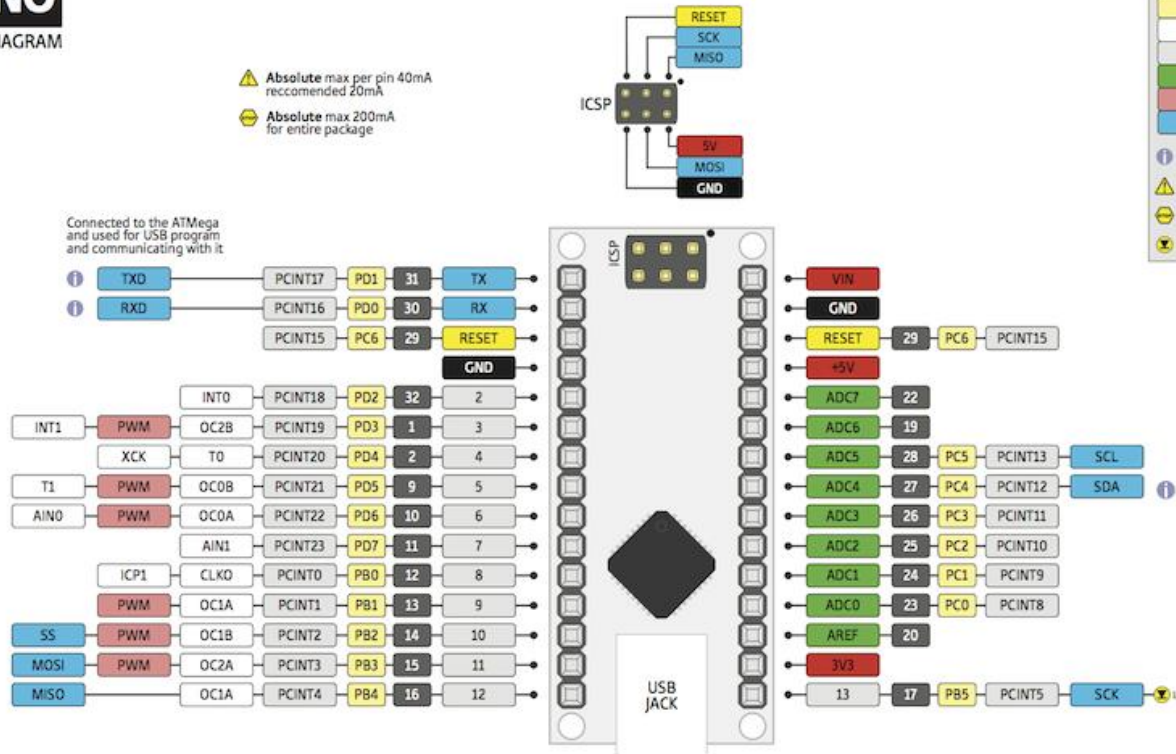 NO
AGRAM
Absolute max per pin 40mA
reccomended 20mA
Absolute max 200mA
for entire package
RESET
SCK
MISO
ICSP
5V
MOSI
GND
Connected to the ATMega
and used for USB program
and communicating with it
ICSP
TXD PCINT17 PD1 31 TX VIN
RXD PCINT16 PD0 30 RX GND
PCINT15 PC6 29 RESET RESET 29 PC6 PCINT15
GND +5V
INT0 PCINT18 PD2 32 2 ADC7 22
INT1 PWM OC2B PCINT19 PD3 1 3 ADC6 19
XCK T0 PCINT20 PD4 2 4 ADC5 28 PC5 PCINT13 SCL
T1 PWM OC0B PCINT21 PD5 9 5 ADC4 27 PC4 PCINT12 SDA
AIN0 PWM OC0A PCINT22 PD6 10 6 ADC3 26 PC3 PCINT11
AIN1 PCINT23 PD7 11 7 ADC2 25 PC2 PCINT10
ICP1 CLKO PCINT0 PB0 12 8 ADC1 24 PC1 PCINT9
PWM OC1A PCINT1 PB1 13 9 ADC0 23 PC0 PCINT8
SS PWM OC1B PCINT2 PB2 14 10 AREF 20
MOSI PWM OC2A PCINT3 PB3 15 11 3V3
MISO OC1A PCINT4 PB4 16 12 13 17 PB5 PCINT5 SCK
USB
JACK